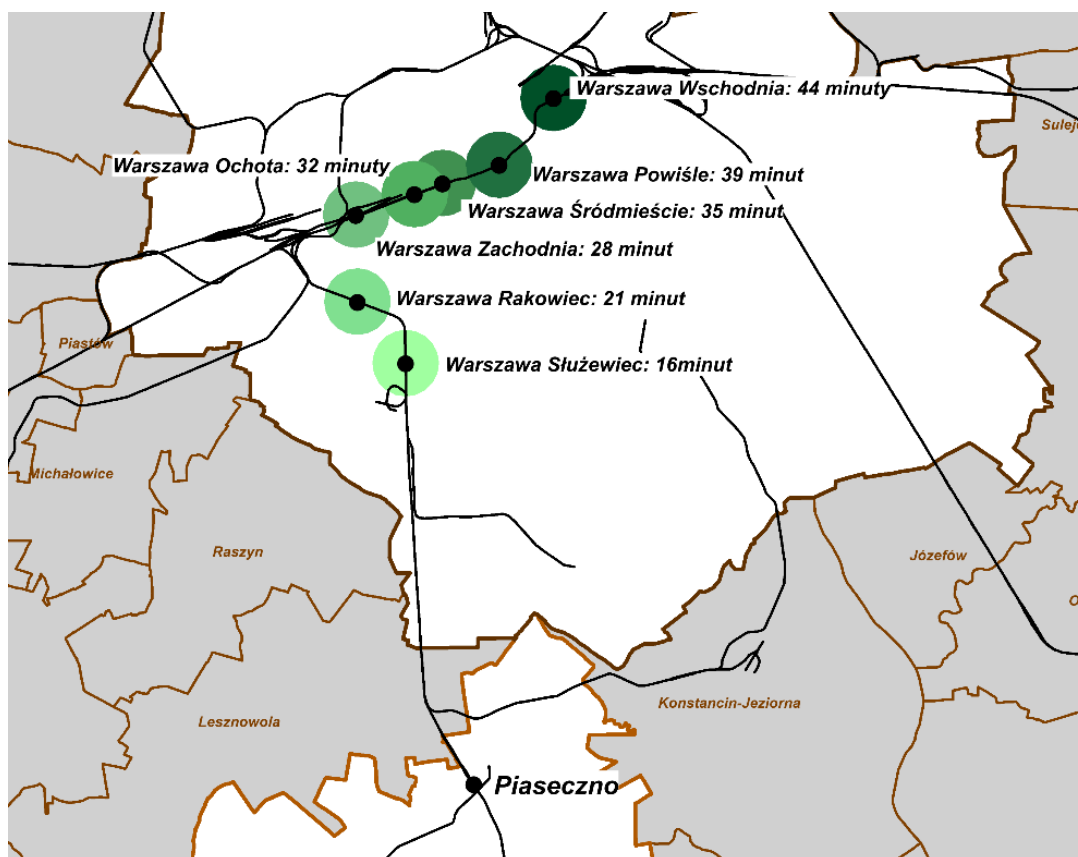 Warszawa Wschodnia: 44 minuty
Sulej
Warszawa Ochota: 32 minuty
Warszawa Powiśle: 39 minut
Warszawa Śródmieście: 35 minut
Warszawa Zachodnia: 28 minut
Warszawa Rakowiec: 21 minut
Piastów
Warszawa Służewiec: 16minut
Michałowice
Raszyn
Józefów
O
Konstancin-Jeziorna
Lesznowola
Piaseczno